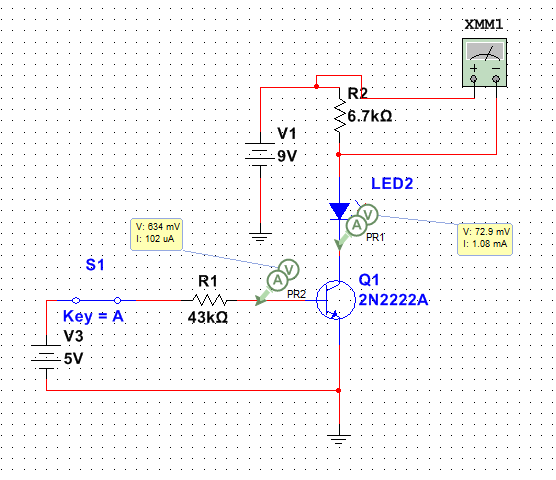 XMM1
R2
6.7kΩ
V1
9V
LED2
V: 634 mV
I: 102 uA
V
A
PR1
V: 72.9 mV
I: 1.08 mA
S1
R1
V
A
PR2
Q1
2N2222A
Key = A
43kΩ
V3
5V